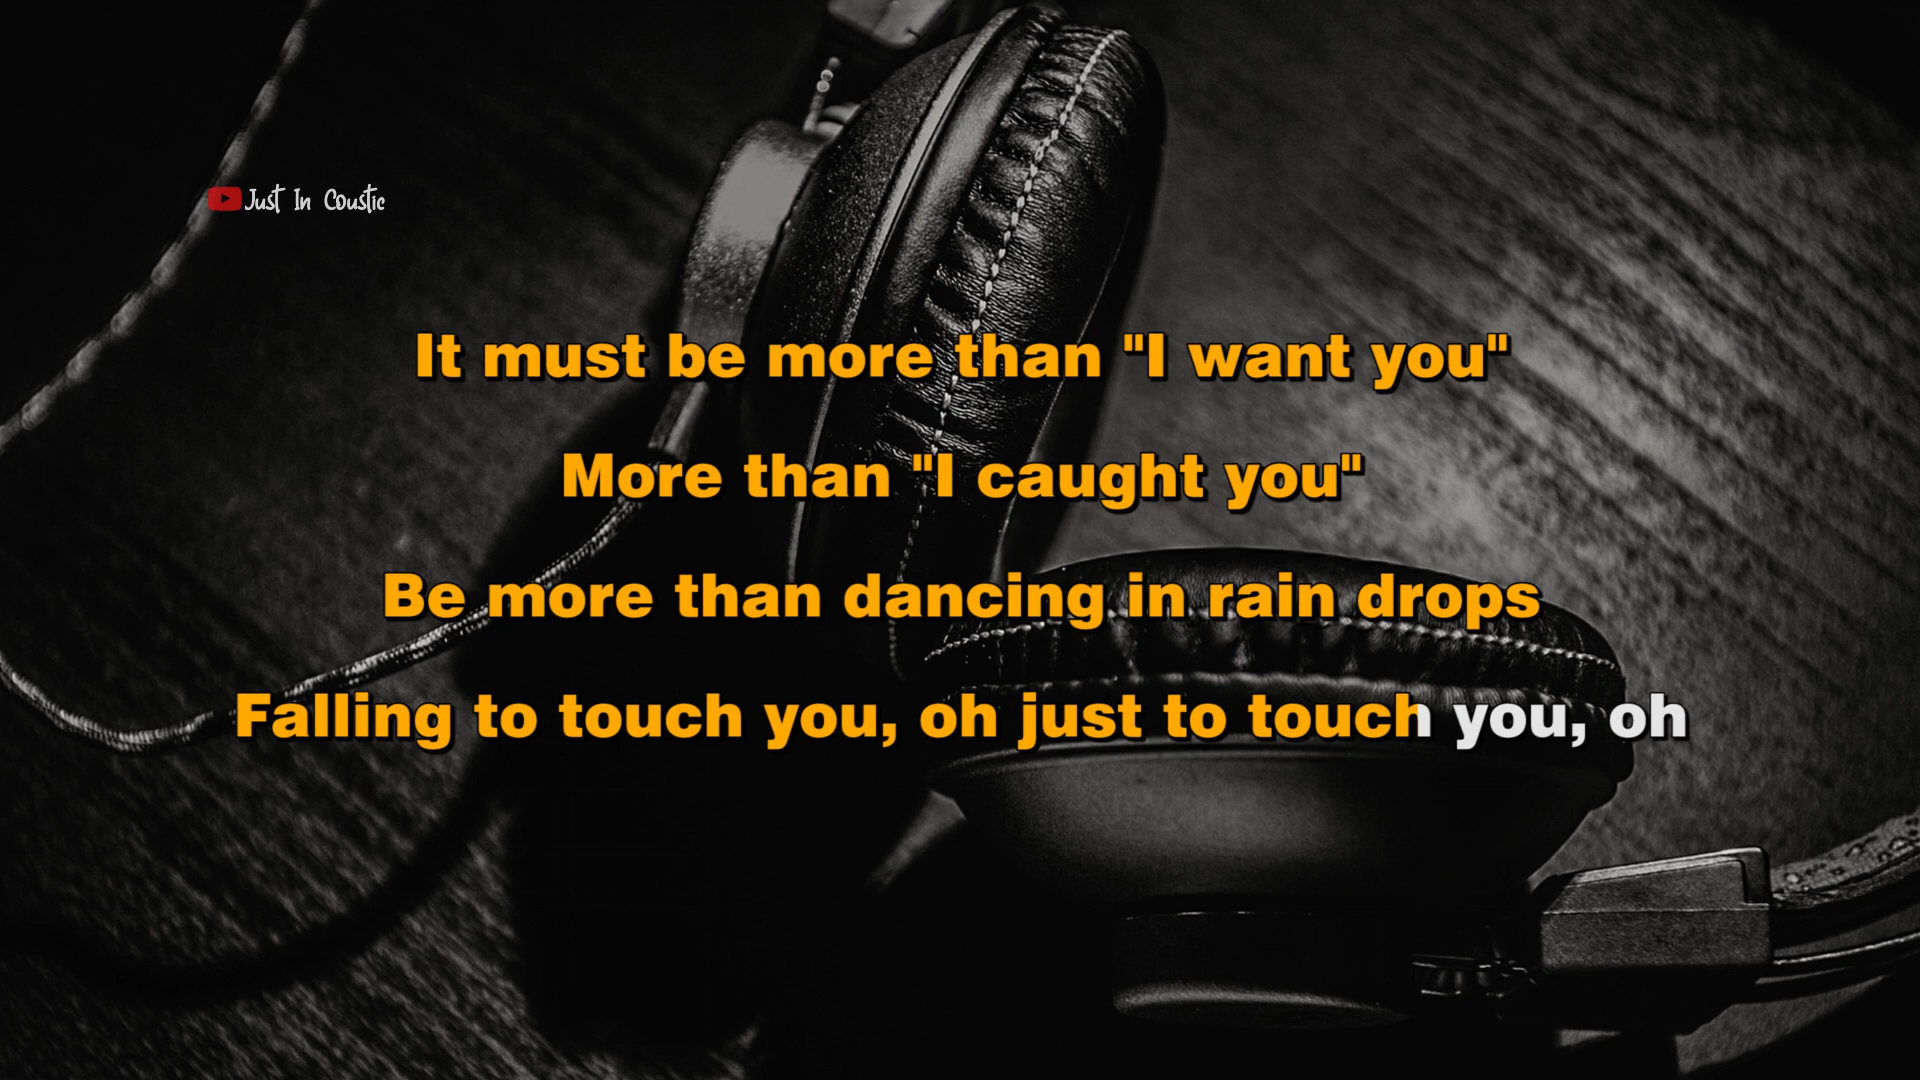 Just In Coustic
It must be more than "I want you"
More than "I caught you"
Be more than dancing in rain drops
Falling to touch you, oh just to touch you, oh